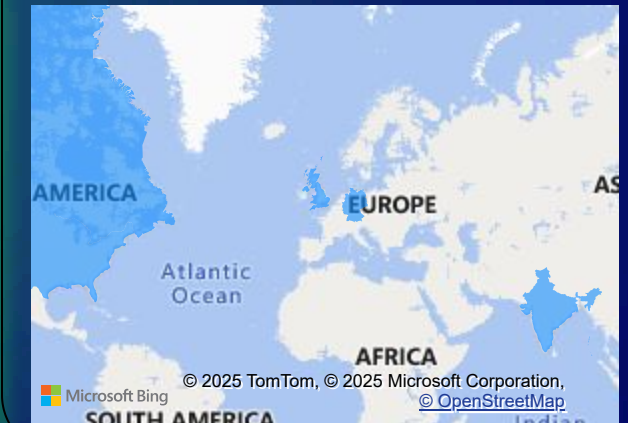 AMERICA
AS
EUROPE
Atlantic
Ocean
AFRICA
© 2025 TomTom, © 2025 Microsoft Corporation,
Microsoft Bing
© OpenStreetMap
SOUTH AMERICA
Indian